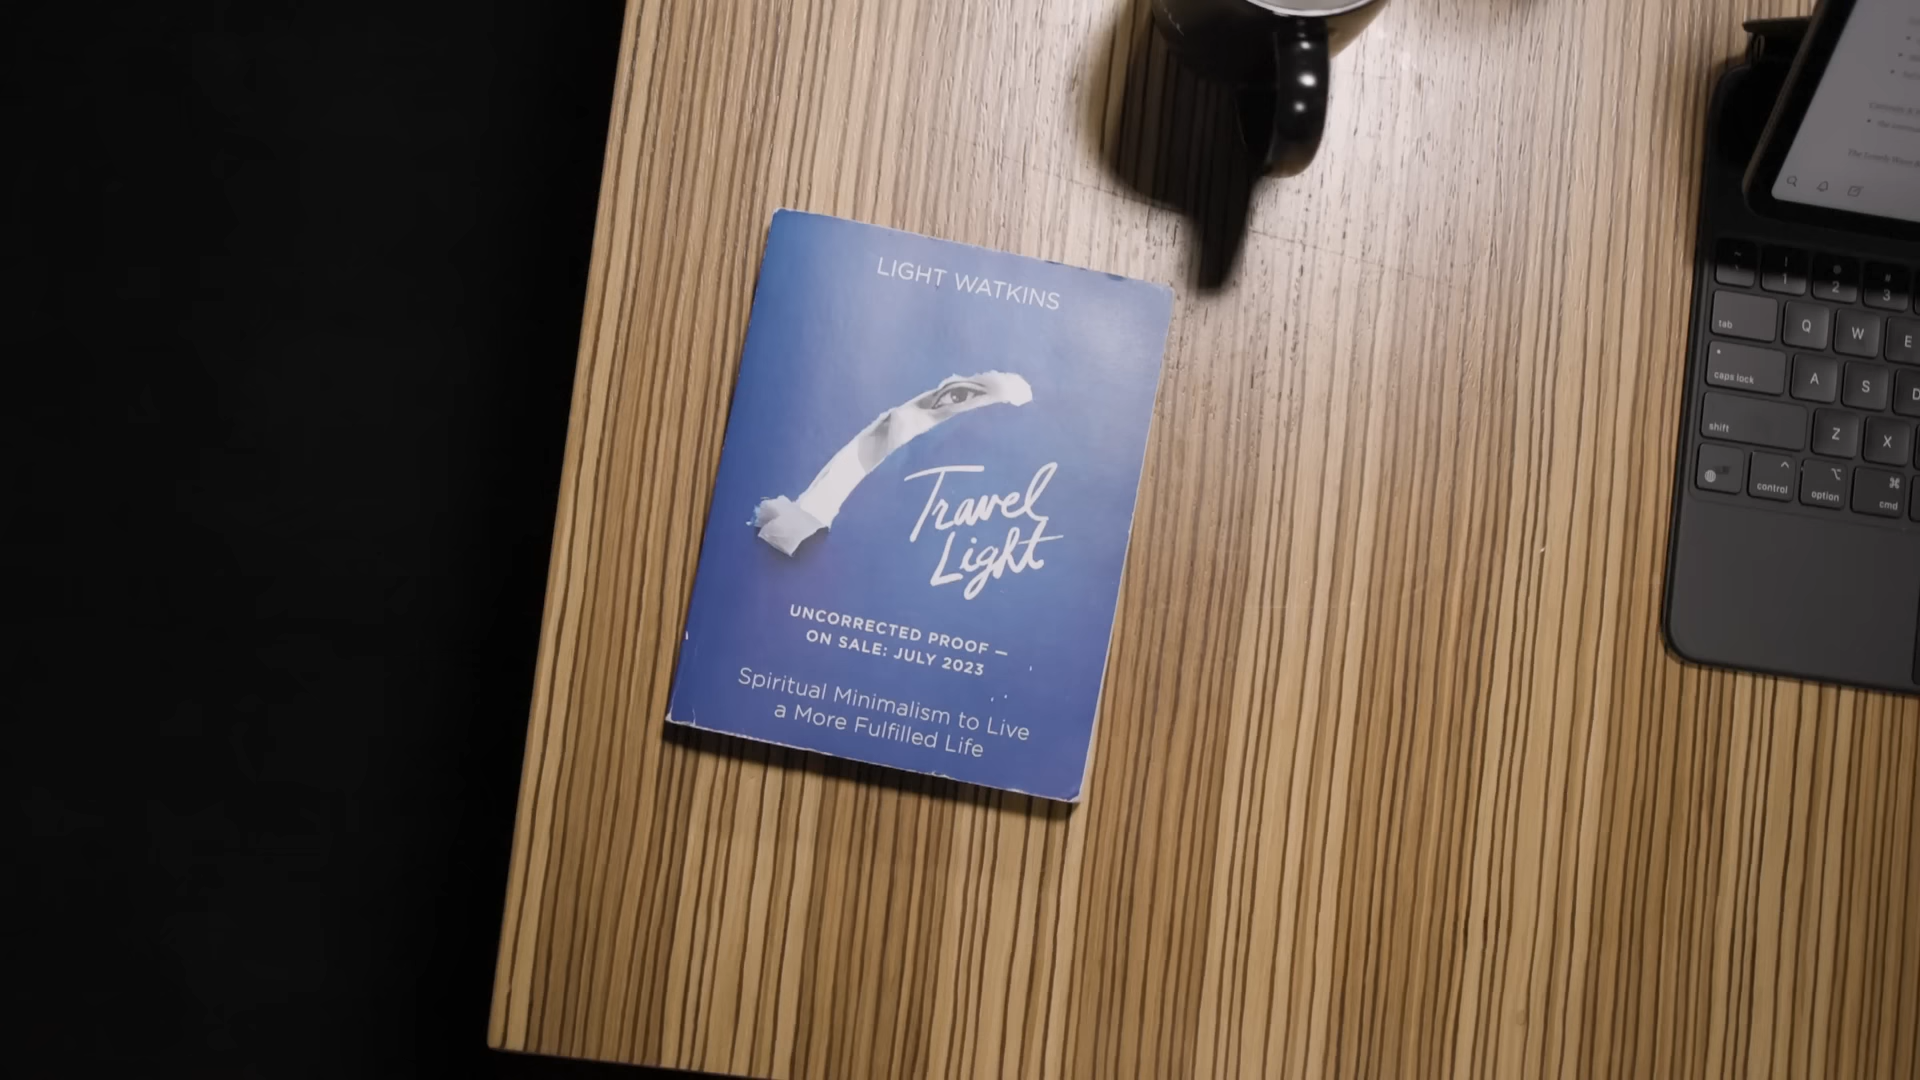 LIGHT WATKINS
Travel
Light
UNCORRECTED PROOF —
ON SALE: JULY 2023
Spiritual Minimalism to Live
a More Fulfilled Life
~
!
1
@
2
#
3
tab
Q
W
E
caps lock
A
S
D
shift
Z
X
control
option
cmd